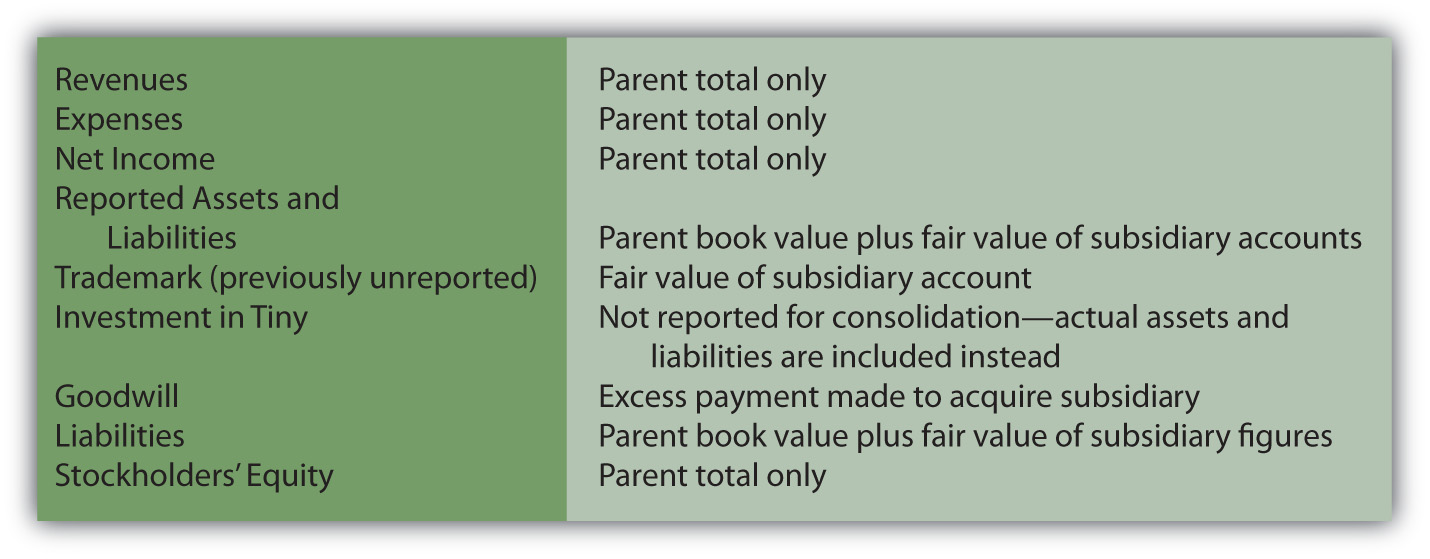 Revenues Parent total only
Expenses Parent total only
Net Income Parent total only
Reported Assets and
Liabilities Parent book value plus fair value of subsidiary accounts
Trademark (previously unreported) Fair value of subsidiary account
Investment in Tiny Not reported for consolidation—actual assets and
liabilities are included instead
Goodwill Excess payment made to acquire subsidiary
Liabilities Parent book value plus fair value of subsidiary figures
Stockholders’ Equity Parent total only